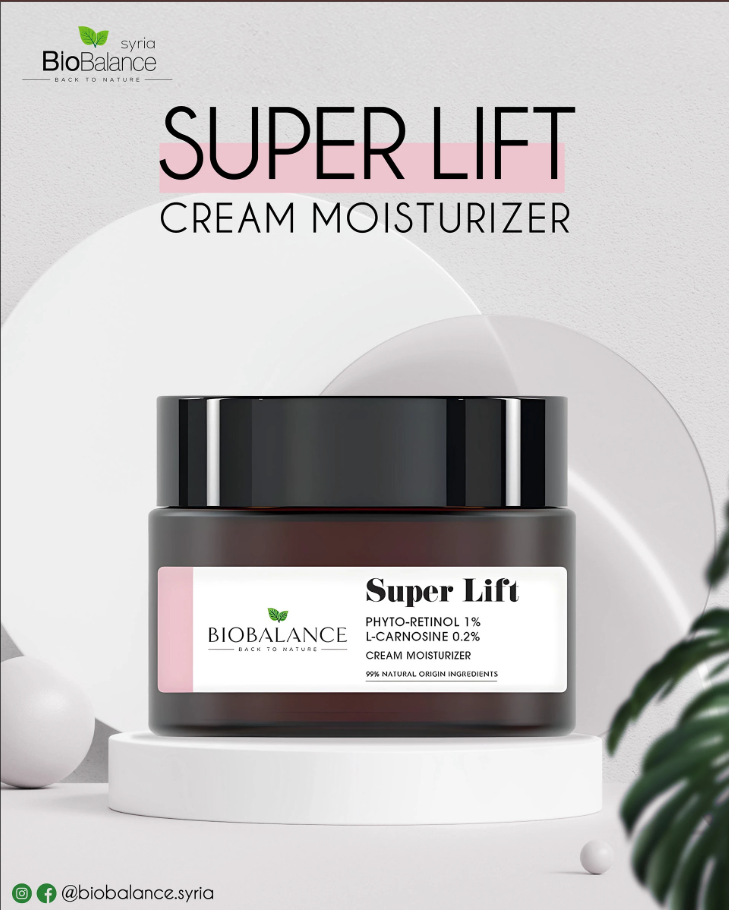 syria
BioBalance
BACK TO NATURE
SUPER LIFT
CREAM MOISTURIZER
BIOBALANCE
BACK TO NATURE
Super Lift
PHYTO-RETINOL 1%
L-CARNOSINE 0.2%
CREAM MOISTURIZER
99% NATURAL ORIGIN INGREDIENTS
@biobalance.syria